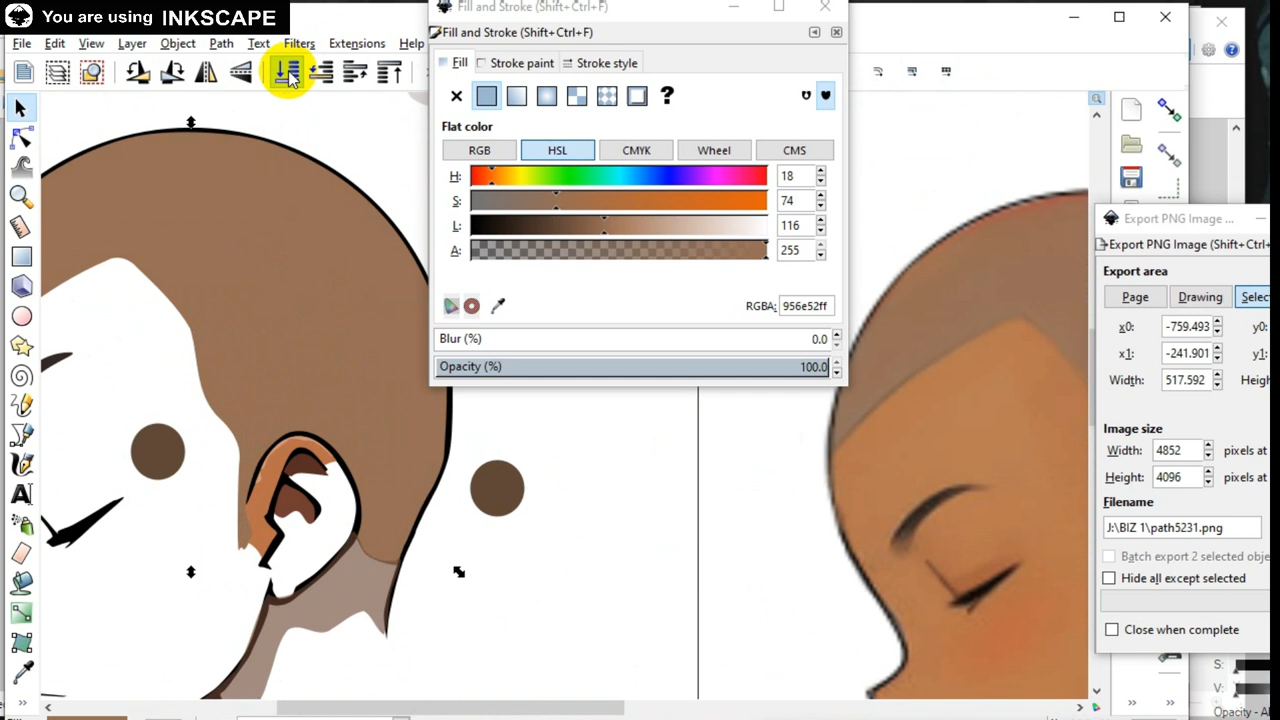 You are using INKSCAPE
Fill and Stroke (Shift+Ctrl+F)
File Edit View Layer Object Path Text Filters Extensions Help
Fill and Stroke (Shift+Ctrl+F)
Fill Stroke paint Stroke style
?
Flat color
RGB HSL CMYK Wheel CMS
H: 18
S: 74
L: 116
A: 255
RGBA: 956e52ff
Blur (%) 0.0
Opacity (%) 100.0
Export PNG Image ...
Export PNG Image (Shift+Ctrl+
Export area
Page Drawing Selec
x0: -759.493 y0:
x1: -241.901 y1:
Width: 517.592 Heigh
Image size
Width: 4852 pixels at
Height: 4096 pixels at
Filename
J:\BIZ 1\path5231.png
Batch export 2 selected obje
Hide all except selected
Close when complete
S:
V:
Opacity - A